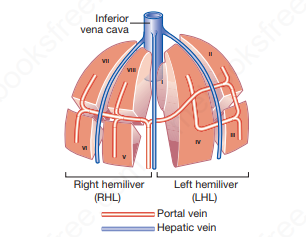 Inferior
vena cava
II
VII
VIII
I
IV
III
VI
V
Right hemiliver
(RHL)
Left hemiliver
(LHL)
Portal vein
Hepatic vein